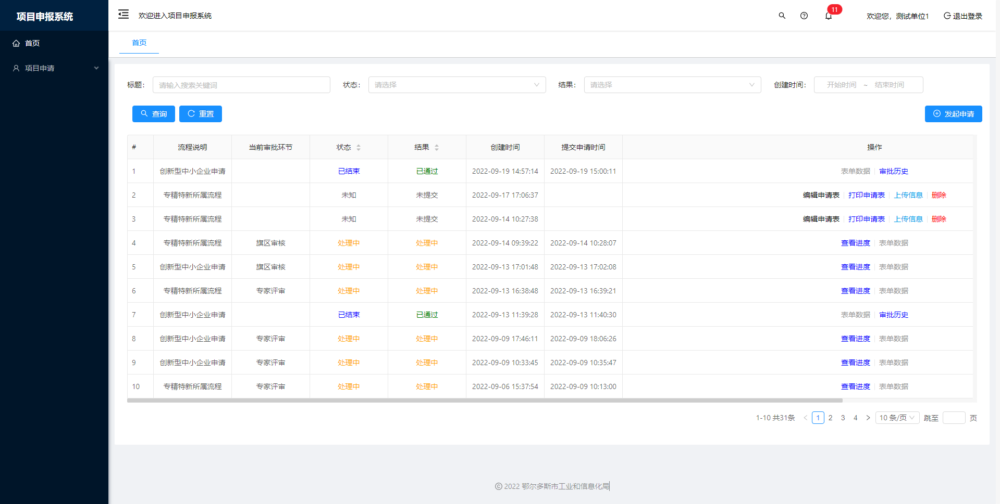 项目申报系统
欢迎进入项目申报系统
11
欢迎您，测试单位1
退出登录
首页
项目申请
首页
标题：
请输入搜索关键词
状态：
请选择
结果：
请选择
创建时间：
开始时间 ~ 结束时间
查询
重置
发起申请
# 流程说明 当前审批环节 状态 结果 创建时间 提交申请时间 操作
1 创新型中小企业申请 已结束 已通过 2022-09-19 14:57:14 2022-09-19 15:00:11 表单数据 审批历史
2 专精特新所属流程 未知 未提交 2022-09-17 17:06:37 编辑申请表 打印申请表 上传信息 删除
3 专精特新所属流程 未知 未提交 2022-09-14 10:27:38 编辑申请表 打印申请表 上传信息 删除
4 专精特新所属流程 旗区审核 处理中 处理中 2022-09-14 09:39:22 2022-09-14 10:28:07 查看进度 表单数据
5 创新型中小企业申请 旗区审核 处理中 处理中 2022-09-13 17:01:48 2022-09-13 17:02:08 查看进度 表单数据
6 专精特新所属流程 专家评审 处理中 处理中 2022-09-13 16:38:48 2022-09-13 16:39:21 查看进度 表单数据
7 创新型中小企业申请 已结束 已通过 2022-09-13 11:39:28 2022-09-13 11:40:30 表单数据 审批历史
8 创新型中小企业申请 专家评审 处理中 处理中 2022-09-09 17:46:11 2022-09-09 18:06:26 查看进度 表单数据
9 创新型中小企业申请 专家评审 处理中 处理中 2022-09-09 10:33:45 2022-09-09 10:35:47 查看进度 表单数据
10 专精特新所属流程 专家评审 处理中 处理中 2022-09-06 15:37:54 2022-09-09 10:13:00 查看进度 表单数据
1-10 共31条 < 1 2 3 4 > 10 条/页 跳至 页
© 2022 鄂尔多斯市工业和信息化局